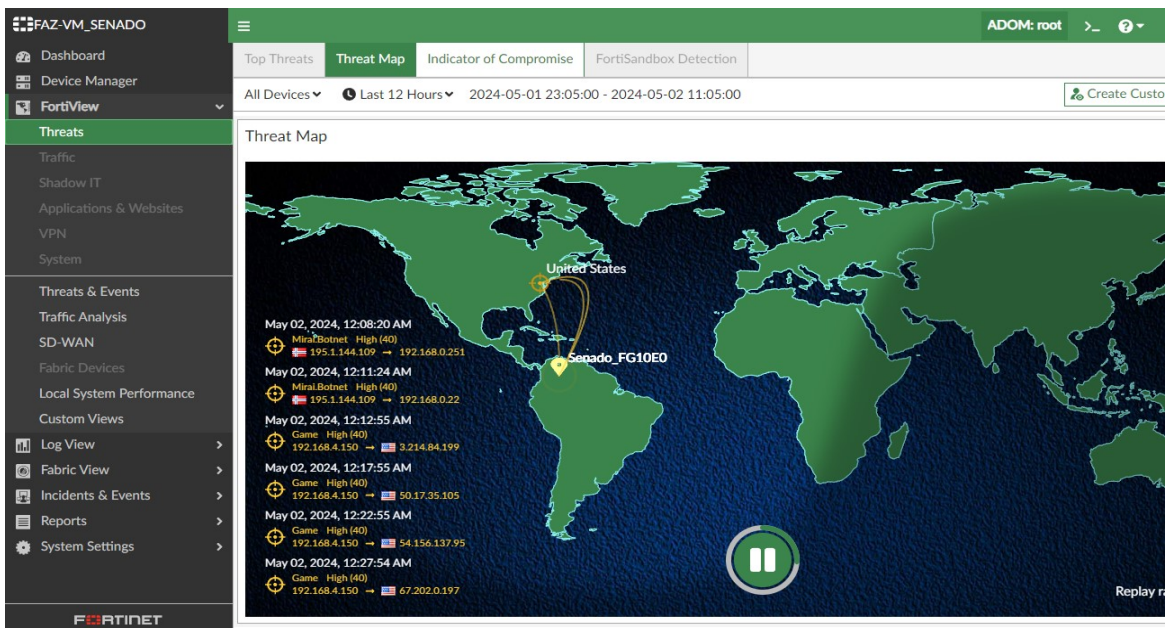 FAZ-VM_SENADO
ADOM: root >_ ?
Dashboard
Device Manager
FortiView
Threats
Traffic
Shadow IT
Applications & Websites
VPN
System
Threats & Events
Traffic Analysis
SD-WAN
Fabric Devices
Local System Performance
Custom Views
Log View
Fabric View
Incidents & Events
Reports
System Settings
FORTINET
Top Threats Threat Map Indicator of Compromise FortiSandbox Detection
All Devices Last 12 Hours 2024-05-01 23:05:00 - 2024-05-02 11:05:00 Create Custo
Threat Map
United States
Senado_FG10E0
May 02, 2024, 12:08:20 AM
Mirai.Botnet High (40)
195.1.144.109 → 192.168.0.251
May 02, 2024, 12:11:24 AM
Mirai.Botnet High (40)
195.1.144.109 → 192.168.0.22
May 02, 2024, 12:12:55 AM
Game High (40)
192.168.4.150 → 3.214.84.199
May 02, 2024, 12:17:55 AM
Game High (40)
192.168.4.150 → 50.17.35.105
May 02, 2024, 12:22:55 AM
Game High (40)
192.168.4.150 → 54.156.137.95
May 02, 2024, 12:27:54 AM
Game High (40)
192.168.4.150 → 67.202.0.197
Replay ra